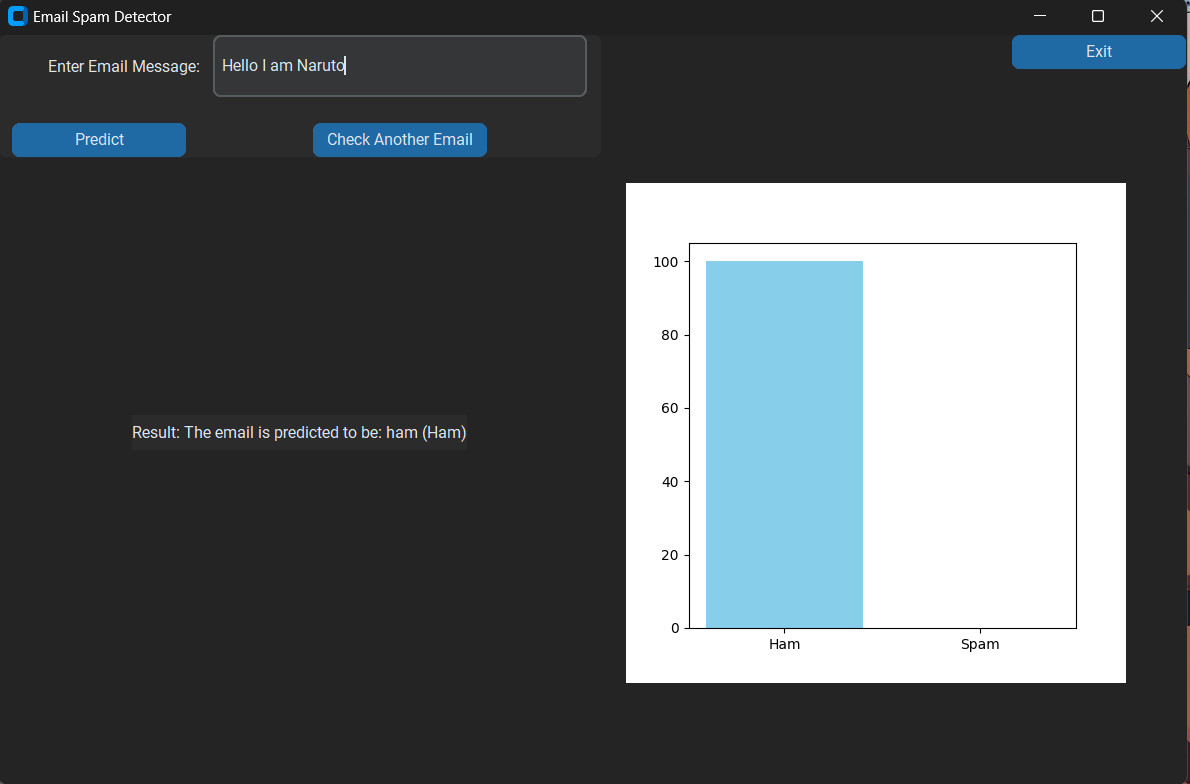 Email Spam Detector
Enter Email Message: Hello I am Naruto
Exit
Predict
Check Another Email
Result: The email is predicted to be: ham (Ham)
100
80
60
40
20
0
Ham
Spam